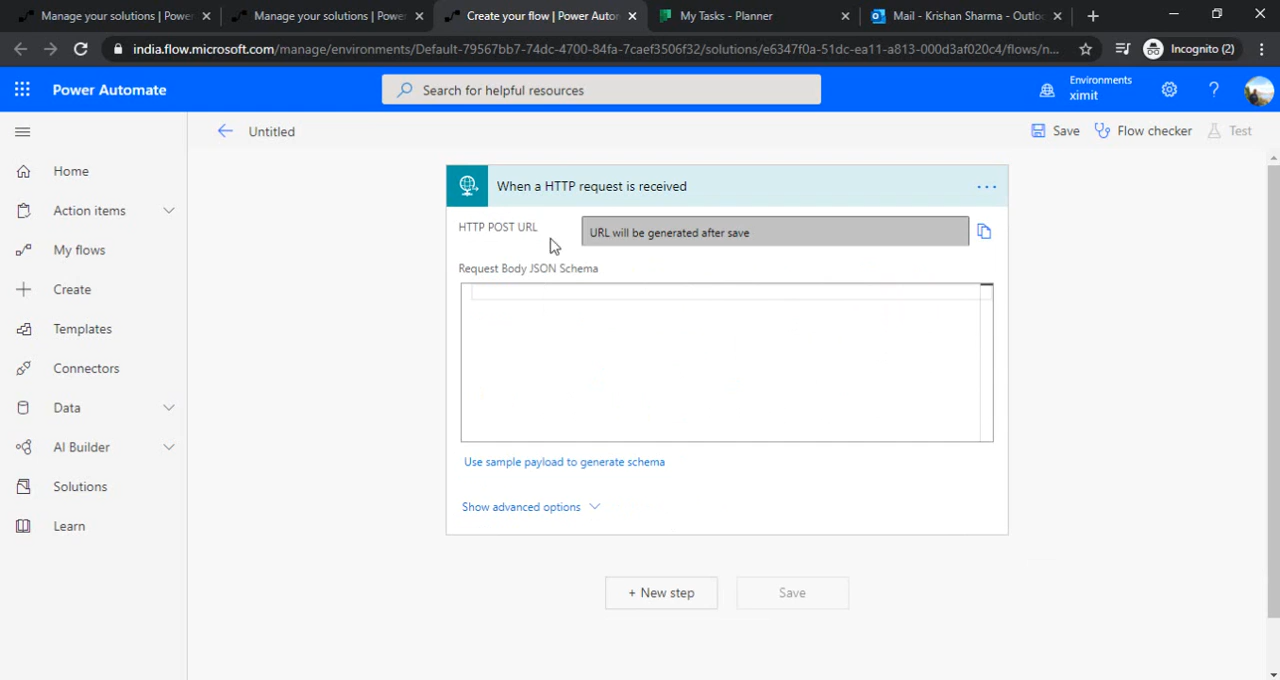 Manage your solutions | Power
Manage your solutions | Power
Create your flow | Power Autom
My Tasks - Planner
Mail - Krishan Sharma - Outloo
india.flow.microsoft.com/manage/environments/Default-79567bb7-74dc-4700-84fa-7caef3506f32/solutions/e6347f0a-51dc-ea11-a813-000d3af020c4/flows/n...
Incognito (2)
Power Automate
Search for helpful resources
Environments
ximit
Untitled
Save
Flow checker
Test
Home
Action items
My flows
Create
Templates
Connectors
Data
AI Builder
Solutions
Learn
When a HTTP request is received
HTTP POST URL
URL will be generated after save
Request Body JSON Schema
Use sample payload to generate schema
Show advanced options
+ New step
Save